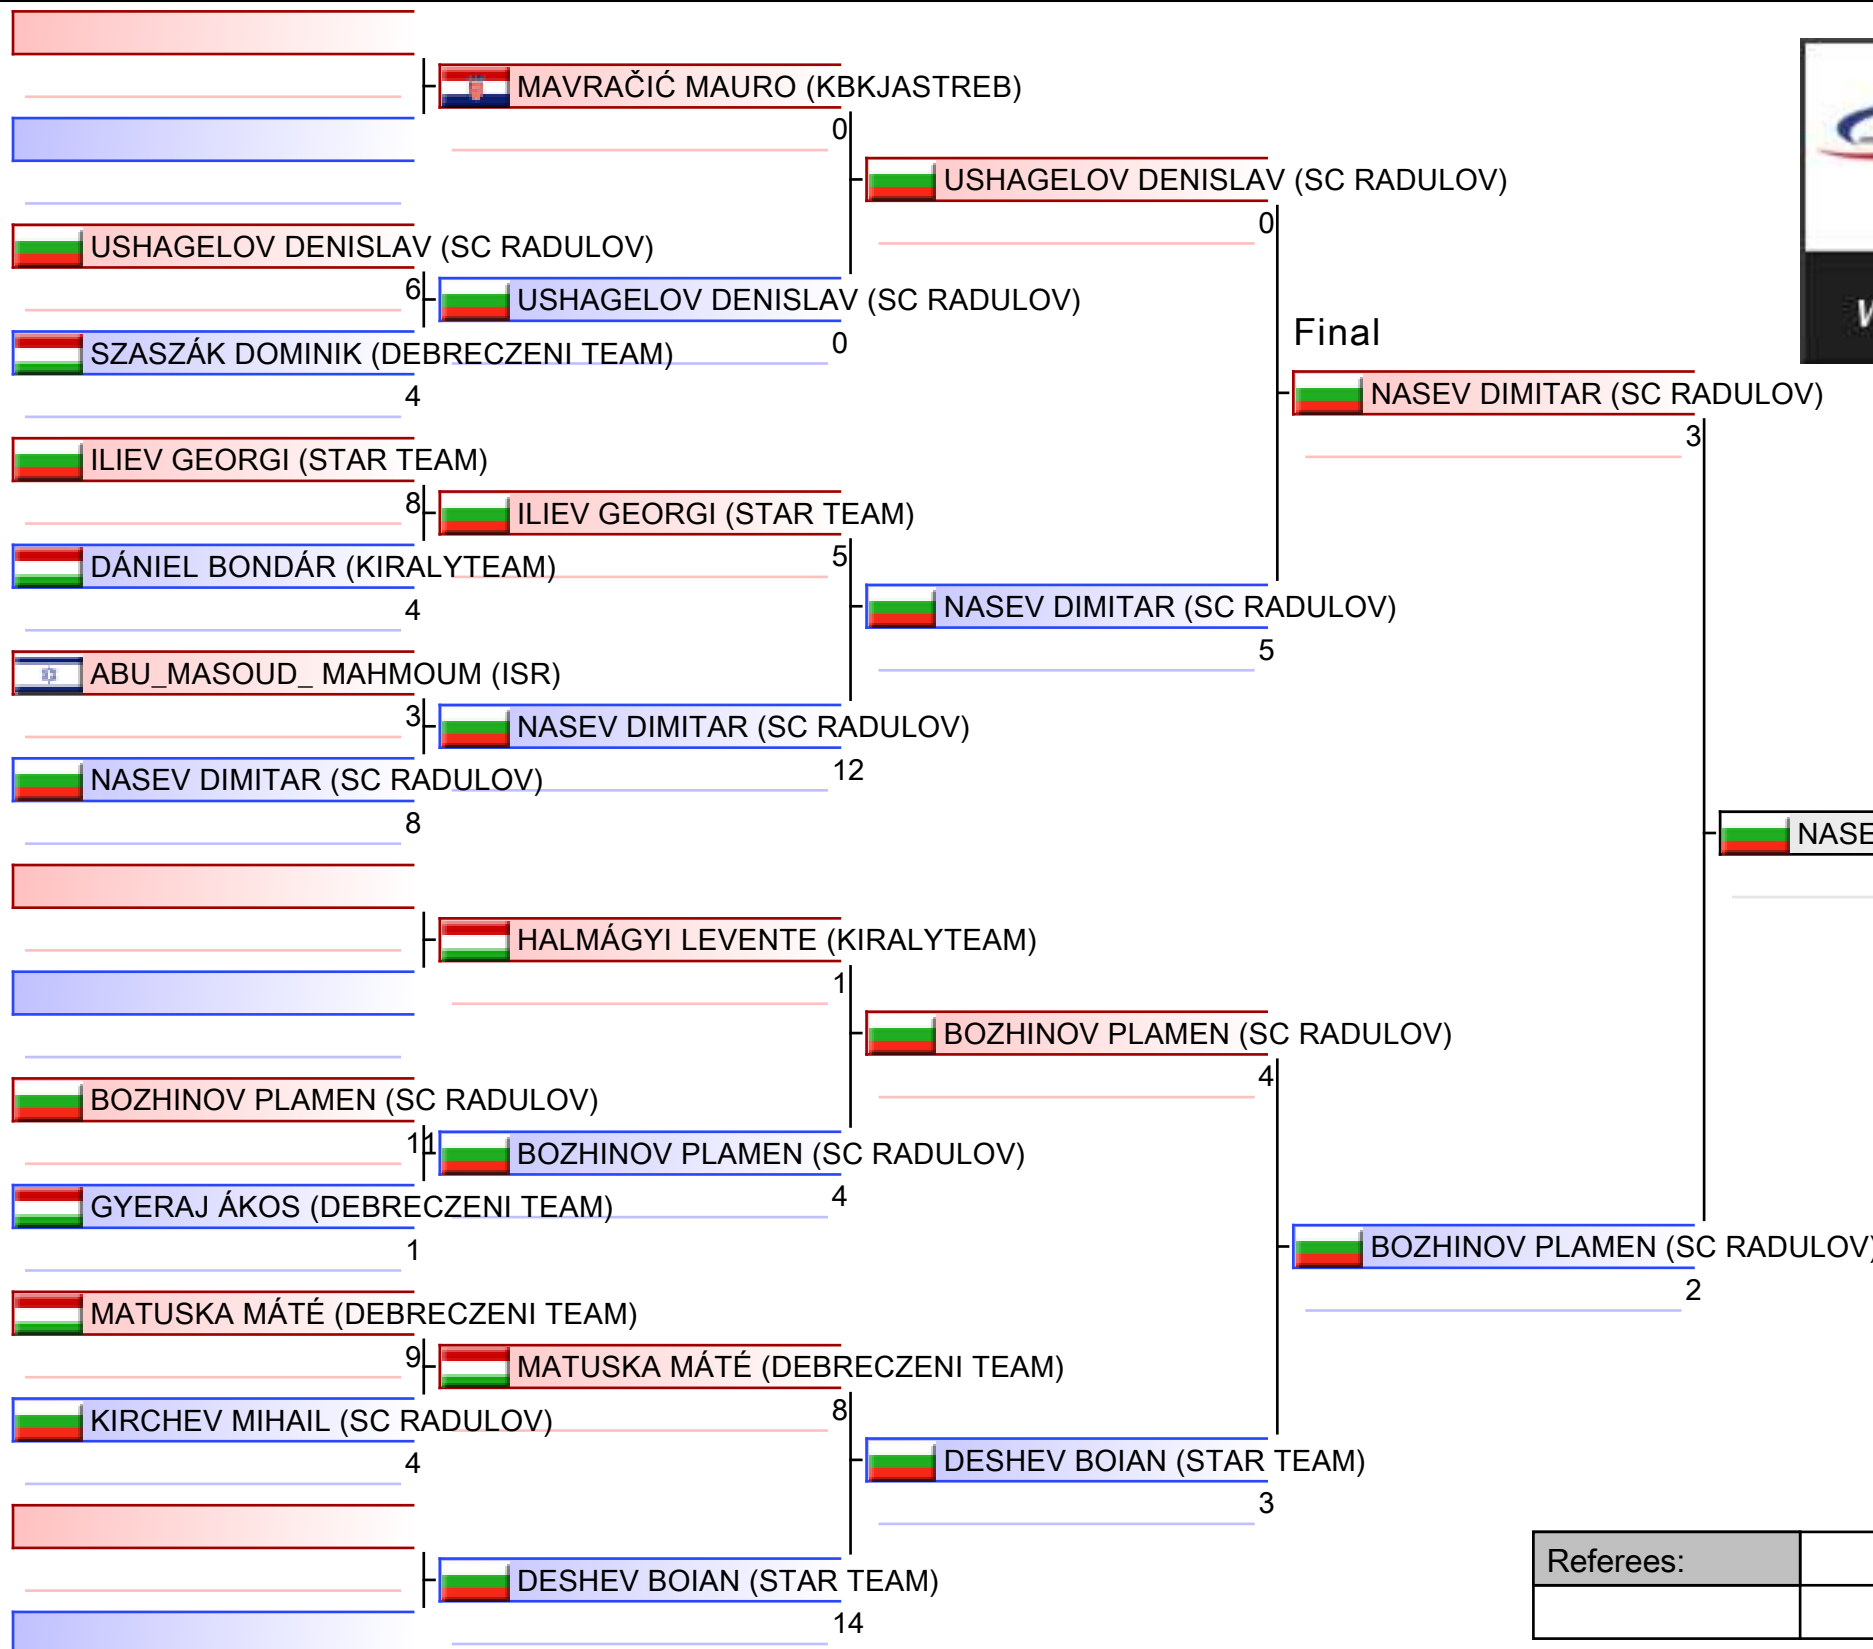 MAVRAČIĆ MAURO (KBKJASTREB)
0
USHAGELOV DENISLAV (SC RADULOV)
0
USHAGELOV DENISLAV (SC RADULOV)
6
USHAGELOV DENISLAV (SC RADULOV)
0
SZASZÁK DOMINIK (DEBRECZENI TEAM)
4
Final
NASEV DIMITAR (SC RADULOV)
3
ILIEV GEORGI (STAR TEAM)
8
ILIEV GEORGI (STAR TEAM)
5
DÁNIEL BONDÁR (KIRALYTEAM)
4
NASEV DIMITAR (SC RADULOV)
5
ABU_MASOUD_ MAHMOUM (ISR)
3
NASEV DIMITAR (SC RADULOV)
12
NASEV DIMITAR (SC RADULOV)
8
NASE
HALMÁGYI LEVENTE (KIRALYTEAM)
1
BOZHINOV PLAMEN (SC RADULOV)
4
BOZHINOV PLAMEN (SC RADULOV)
11
BOZHINOV PLAMEN (SC RADULOV)
4
GYERAJ ÁKOS (DEBRECZENI TEAM)
1
BOZHINOV PLAMEN (SC RADULOV)
2
MATUSKA MÁTÉ (DEBRECZENI TEAM)
9
MATUSKA MÁTÉ (DEBRECZENI TEAM)
8
KIRCHEV MIHAIL (SC RADULOV)
4
DESHEV BOIAN (STAR TEAM)
3
DESHEV BOIAN (STAR TEAM)
14
Referees: